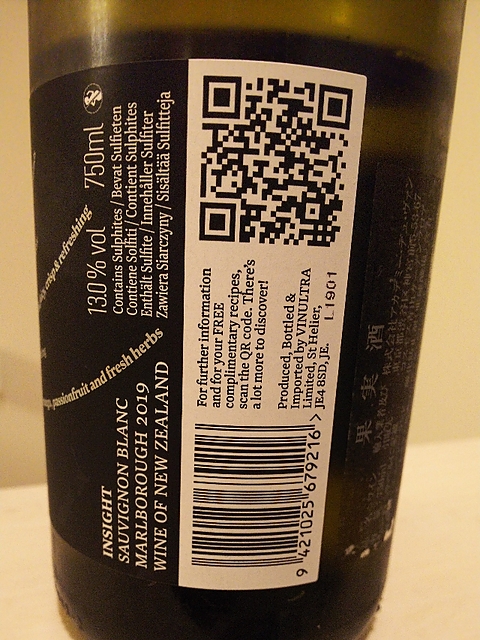 crisp & refreshing
passionfruit and fresh herbs
INSIGHT
SAUVIGNON BLANC
MARLBOROUGH 2019
WINE OF NEW ZEALAND
13.0% vol 750ml
Contains Sulphites / Bevat Sulfieten
Contiene Solfiti / Contient Sulphites
Enthält Sulfite / Innehåller Sulfiter
Zawiera Siarczyny / Sisältää Sulfitteja
For further information
and for your FREE
complimentary recipes,
scan the QR code. There's
a lot more to discover!
Produced, Bottled &
Imported by VINULTRA
Limited, St Helier,
JE4 8SD, JE.
L1901
9 421025 679216 >
果実酒